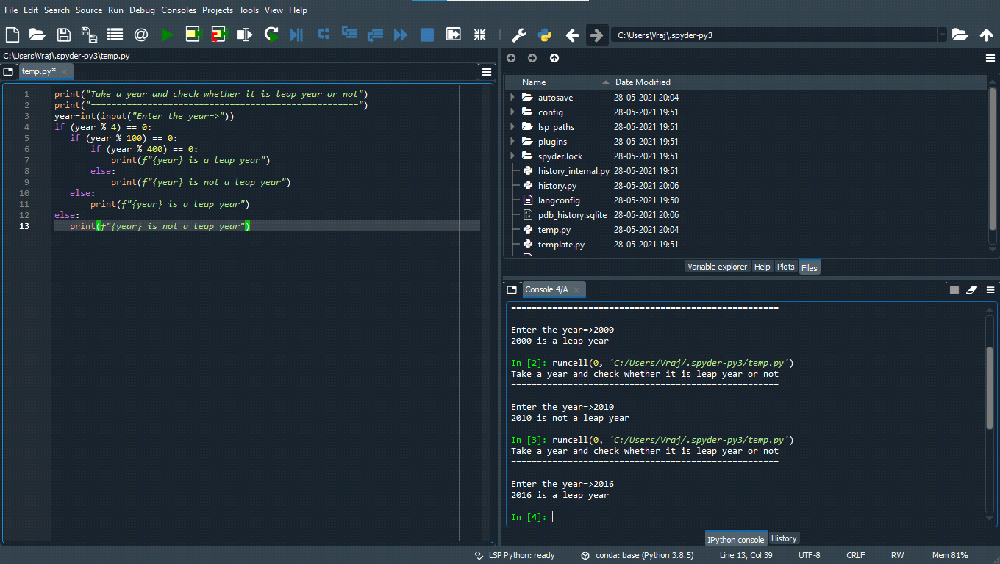 File Edit Search Source Run Debug Consoles Projects Tools View Help
C:\Users\Vraj\.spyder-py3
C:\Users\Vraj\.spyder-py3\temp.py
temp.py*
1 print("Take a year and check whether it is leap year or not")
2 print("====================================================")
3 year=int(input("Enter the year=>"))
4 if (year % 4) == 0:
5 if (year % 100) == 0:
6 if (year % 400) == 0:
7 print(f"{year} is a leap year")
8 else:
9 print(f"{year} is not a leap year")
10 else:
11 print(f"{year} is a leap year")
12 else:
13 print(f"{year} is not a leap year")
Name Date Modified
autosave 28-05-2021 20:04
config 28-05-2021 19:51
lsp_paths 28-05-2021 19:51
plugins 28-05-2021 19:51
spyder.lock 28-05-2021 19:51
history_internal.py 28-05-2021 19:51
history.py 28-05-2021 20:06
langconfig 28-05-2021 19:50
pdb_history.sqlite 28-05-2021 20:06
temp.py 28-05-2021 20:04
template.py 28-05-2021 19:51
Variable explorer Help Plots Files
Console 4/A
====================================================
Enter the year=>2000
2000 is a leap year
In [2]: runcell(0, 'C:/Users/Vraj/.spyder-py3/temp.py')
Take a year and check whether it is leap year or not
====================================================
Enter the year=>2010
2010 is not a leap year
In [3]: runcell(0, 'C:/Users/Vraj/.spyder-py3/temp.py')
Take a year and check whether it is leap year or not
====================================================
Enter the year=>2016
2016 is a leap year
In [4]:
IPython console History
LSP Python: ready conda: base (Python 3.8.5) Line 13, Col 39 UTF-8 CRLF RW Mem 81%